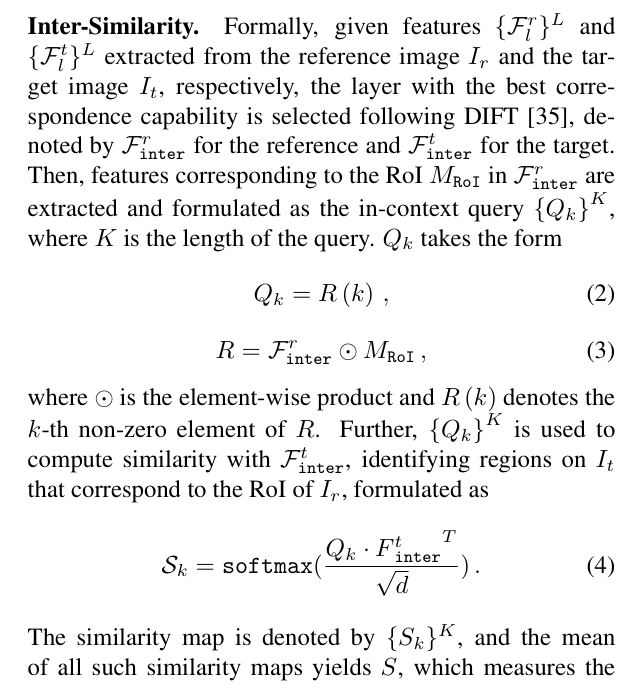 Inter-Similarity. Formally, given features $\{\mathcal{F}_l^r\}^L$ and
$\{\mathcal{F}_l^t\}^L$ extracted from the reference image $I_r$ and the tar-
get image $I_t$, respectively, the layer with the best corre-
spondence capability is selected following DIFT [35], de-
noted by $\mathcal{F}_{\texttt{inter}}^r$ for the reference and $\mathcal{F}_{\texttt{inter}}^t$ for the target.
Then, features corresponding to the RoI $M_{\texttt{RoI}}$ in $\mathcal{F}_{\texttt{inter}}^r$ are
extracted and formulated as the in-context query $\{Q_k\}^K$,
where $K$ is the length of the query. $Q_k$ takes the form
$Q_k = R\,(k)\ ,$ (2)
$R = \mathcal{F}_{\texttt{inter}}^r \odot M_{\texttt{RoI}}\,,$ (3)
where $\odot$ is the element-wise product and $R\,(k)$ denotes the
$k$-th non-zero element of $R$. Further, $\{Q_k\}^K$ is used to
compute similarity with $\mathcal{F}_{\texttt{inter}}^t$, identifying regions on $I_t$
that correspond to the RoI of $I_r$, formulated as
$\mathcal{S}_k = \texttt{softmax}(\frac{Q_k \cdot {F_{\texttt{inter}}^t}^T}{\sqrt{d}})\,.$ (4)
The similarity map is denoted by $\{S_k\}^K$, and the mean
of all such similarity maps yields $S$, which measures the